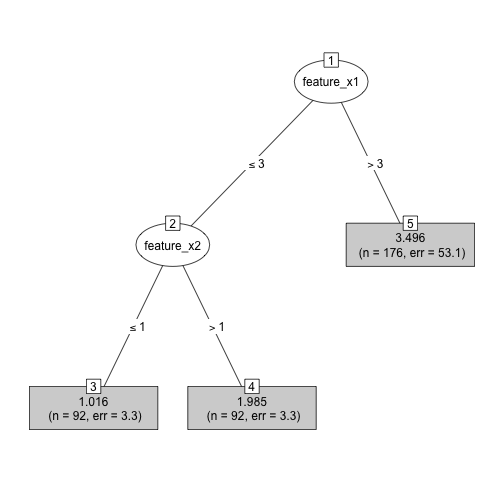 1
feature_x1
≤ 3
> 3
2
feature_x2
5
3.496
(n = 176, err = 53.1)
≤ 1
> 1
3
1.016
(n = 92, err = 3.3)
4
1.985
(n = 92, err = 3.3)